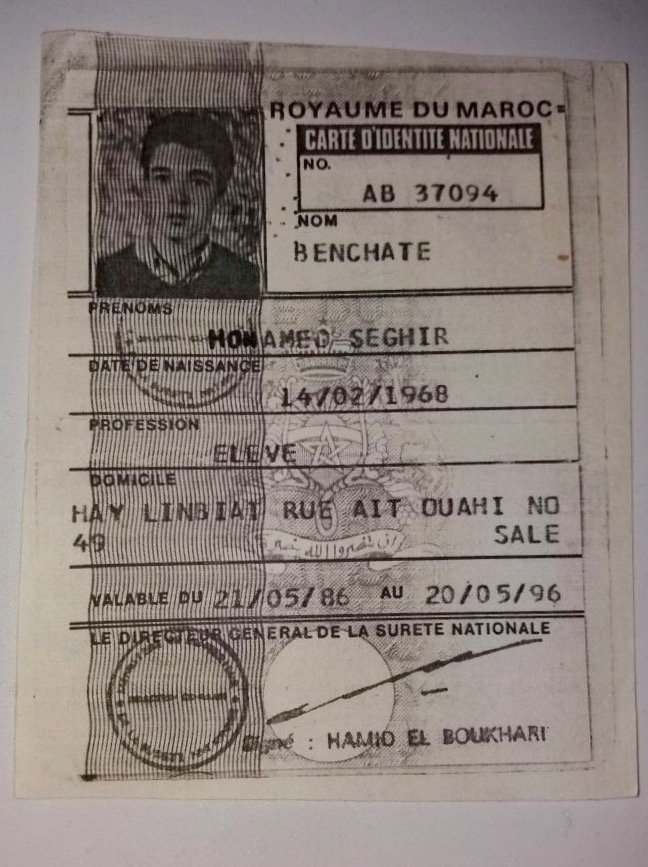 ROYAUME DU MAROC
CARTE D'IDENTITE NATIONALE
NO.
AB 37094
NOM
BENCHATE
PRENOMS
MOHAMED SEGHIR
DATE DE NAISSANCE
14/02/1968
PROFESSION
ELEVE
DOMICILE
HAY LINBIAT RUE AIT OUAHI NO
49 SALE
VALABLE DU 21/05/86 AU 20/05/96
LE DIRECTEUR GENERAL DE LA SURETE NATIONALE
Signé : HAMID EL BOUKHARI